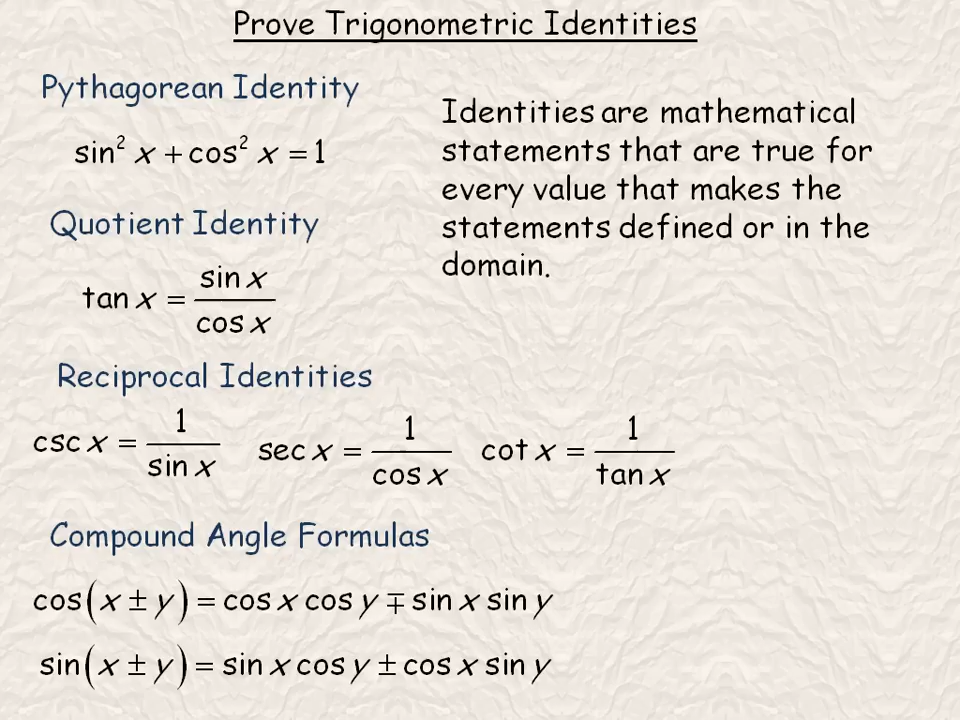 Prove Trigonometric Identities
Pythagorean Identity
sin² x + cos² x = 1
Identities are mathematical
statements that are true for
every value that makes the
statements defined or in the
domain.
Quotient Identity
tan x = sin x / cos x
Reciprocal Identities
csc x = 1 / sin x
sec x = 1 / cos x
cot x = 1 / tan x
Compound Angle Formulas
cos(x ± y) = cos x cos y ∓ sin x sin y
sin(x ± y) = sin x cos y ± cos x sin y